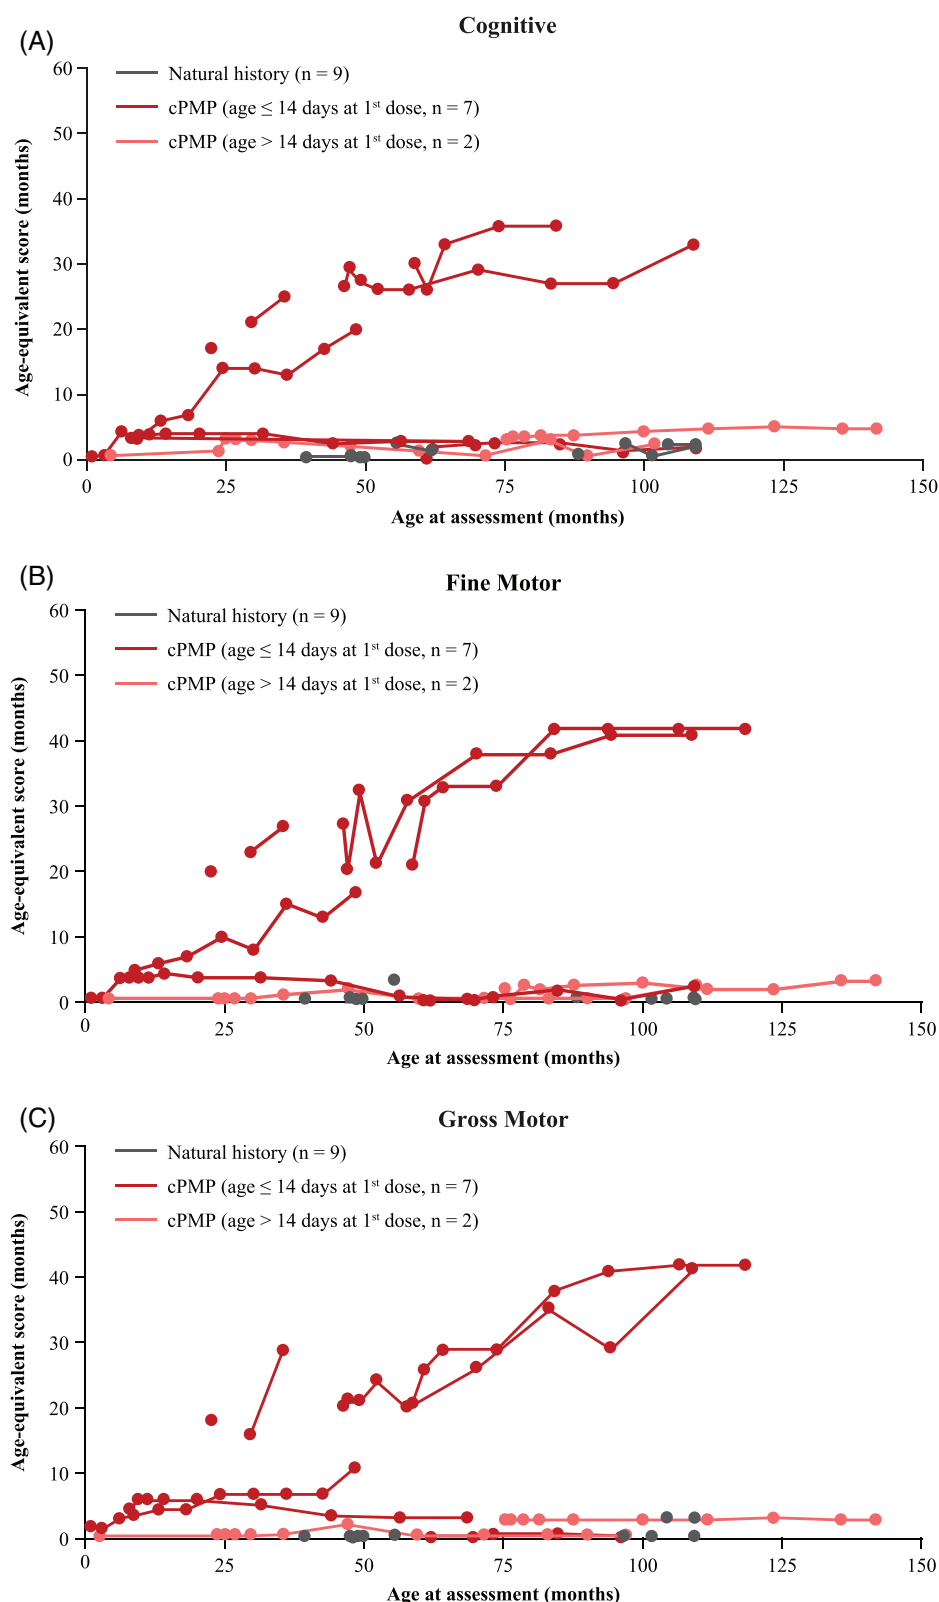 (A)
Cognitive
Natural history (n = 9)
cPMP (age ≤ 14 days at 1st dose, n = 7)
cPMP (age > 14 days at 1st dose, n = 2)
Age-equivalent score (months)
60
50
40
30
20
10
0
0 25 50 75 100 125 150
Age at assessment (months)
(B)
Fine Motor
Natural history (n = 9)
cPMP (age ≤ 14 days at 1st dose, n = 7)
cPMP (age > 14 days at 1st dose, n = 2)
Age-equivalent score (months)
60
50
40
30
20
10
0
0 25 50 75 100 125 150
Age at assessment (months)
(C)
Gross Motor
Natural history (n = 9)
cPMP (age ≤ 14 days at 1st dose, n = 7)
cPMP (age > 14 days at 1st dose, n = 2)
Age-equivalent score (months)
60
50
40
30
20
10
0
0 25 50 75 100 125 150
Age at assessment (months)